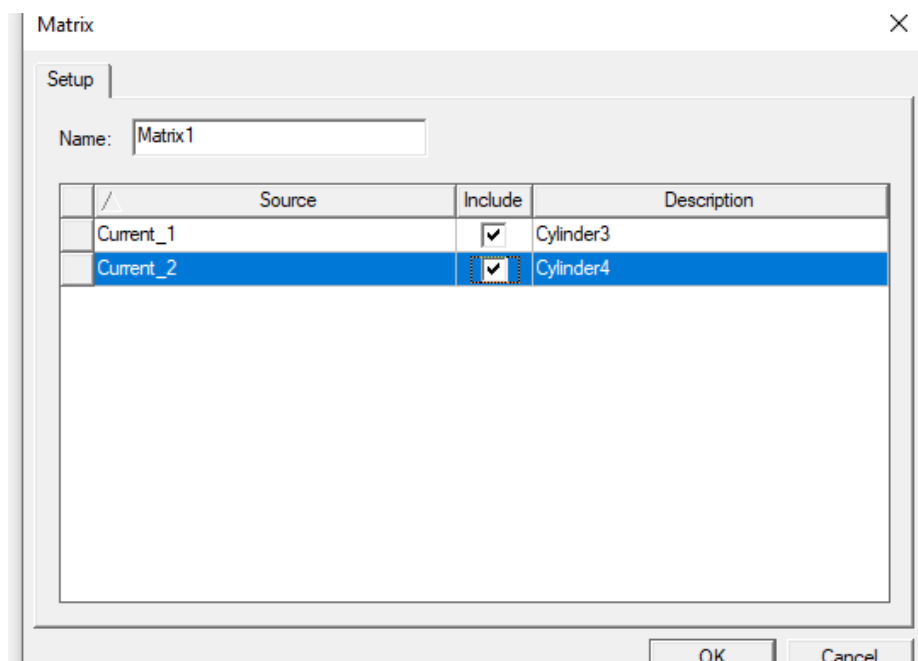 Matrix
Setup
Name: Matrix1
Source Include Description
Current_1 Cylinder3
Current_2 Cylinder4
OK Cancel